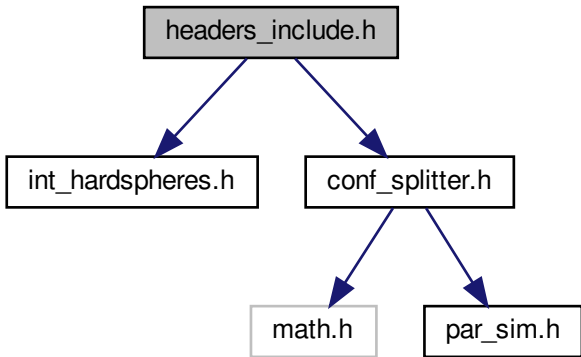 headers_include.h
int_hardspheres.h
conf_splitter.h
math.h
par_sim.h